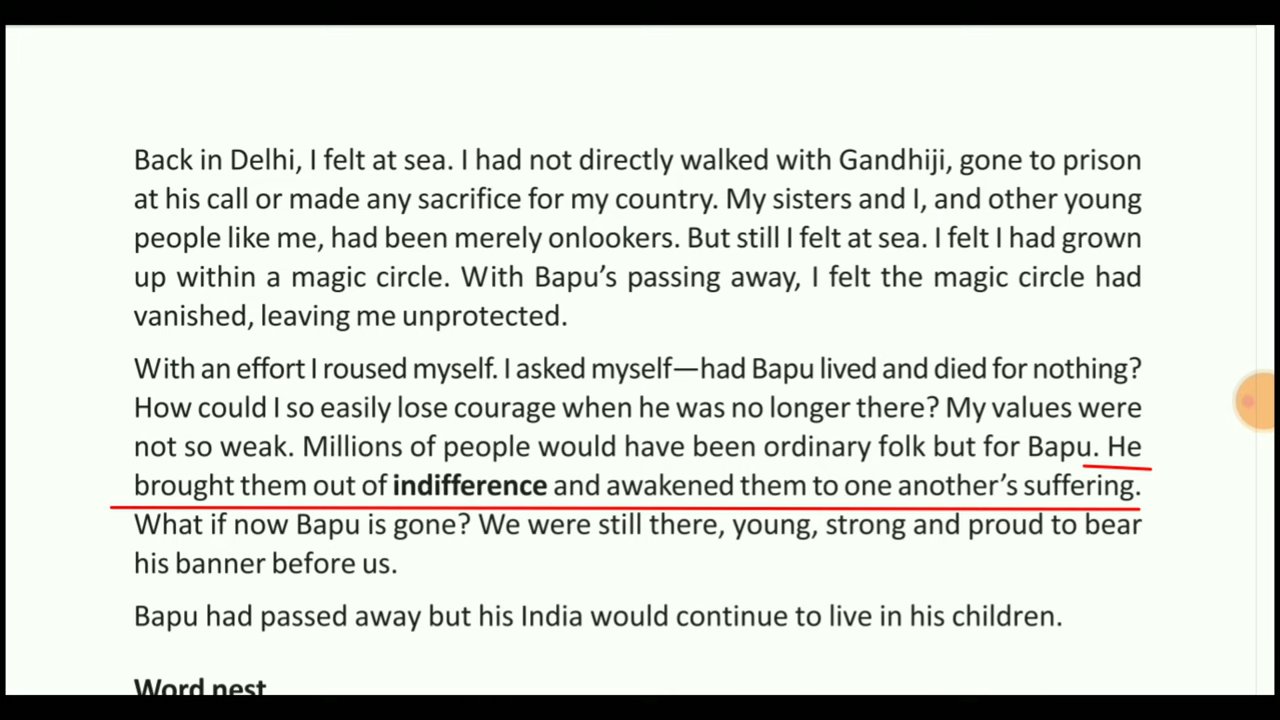 Back in Delhi, I felt at sea. I had not directly walked with Gandhiji, gone to prison
at his call or made any sacrifice for my country. My sisters and I, and other young
people like me, had been merely onlookers. But still I felt at sea. I felt I had grown
up within a magic circle. With Bapu’s passing away, I felt the magic circle had
vanished, leaving me unprotected.
With an effort I roused myself. I asked myself—had Bapu lived and died for nothing?
How could I so easily lose courage when he was no longer there? My values were
not so weak. Millions of people would have been ordinary folk but for Bapu. He
brought them out of indifference and awakened them to one another’s suffering.
What if now Bapu is gone? We were still there, young, strong and proud to bear
his banner before us.
Bapu had passed away but his India would continue to live in his children.
Word nest